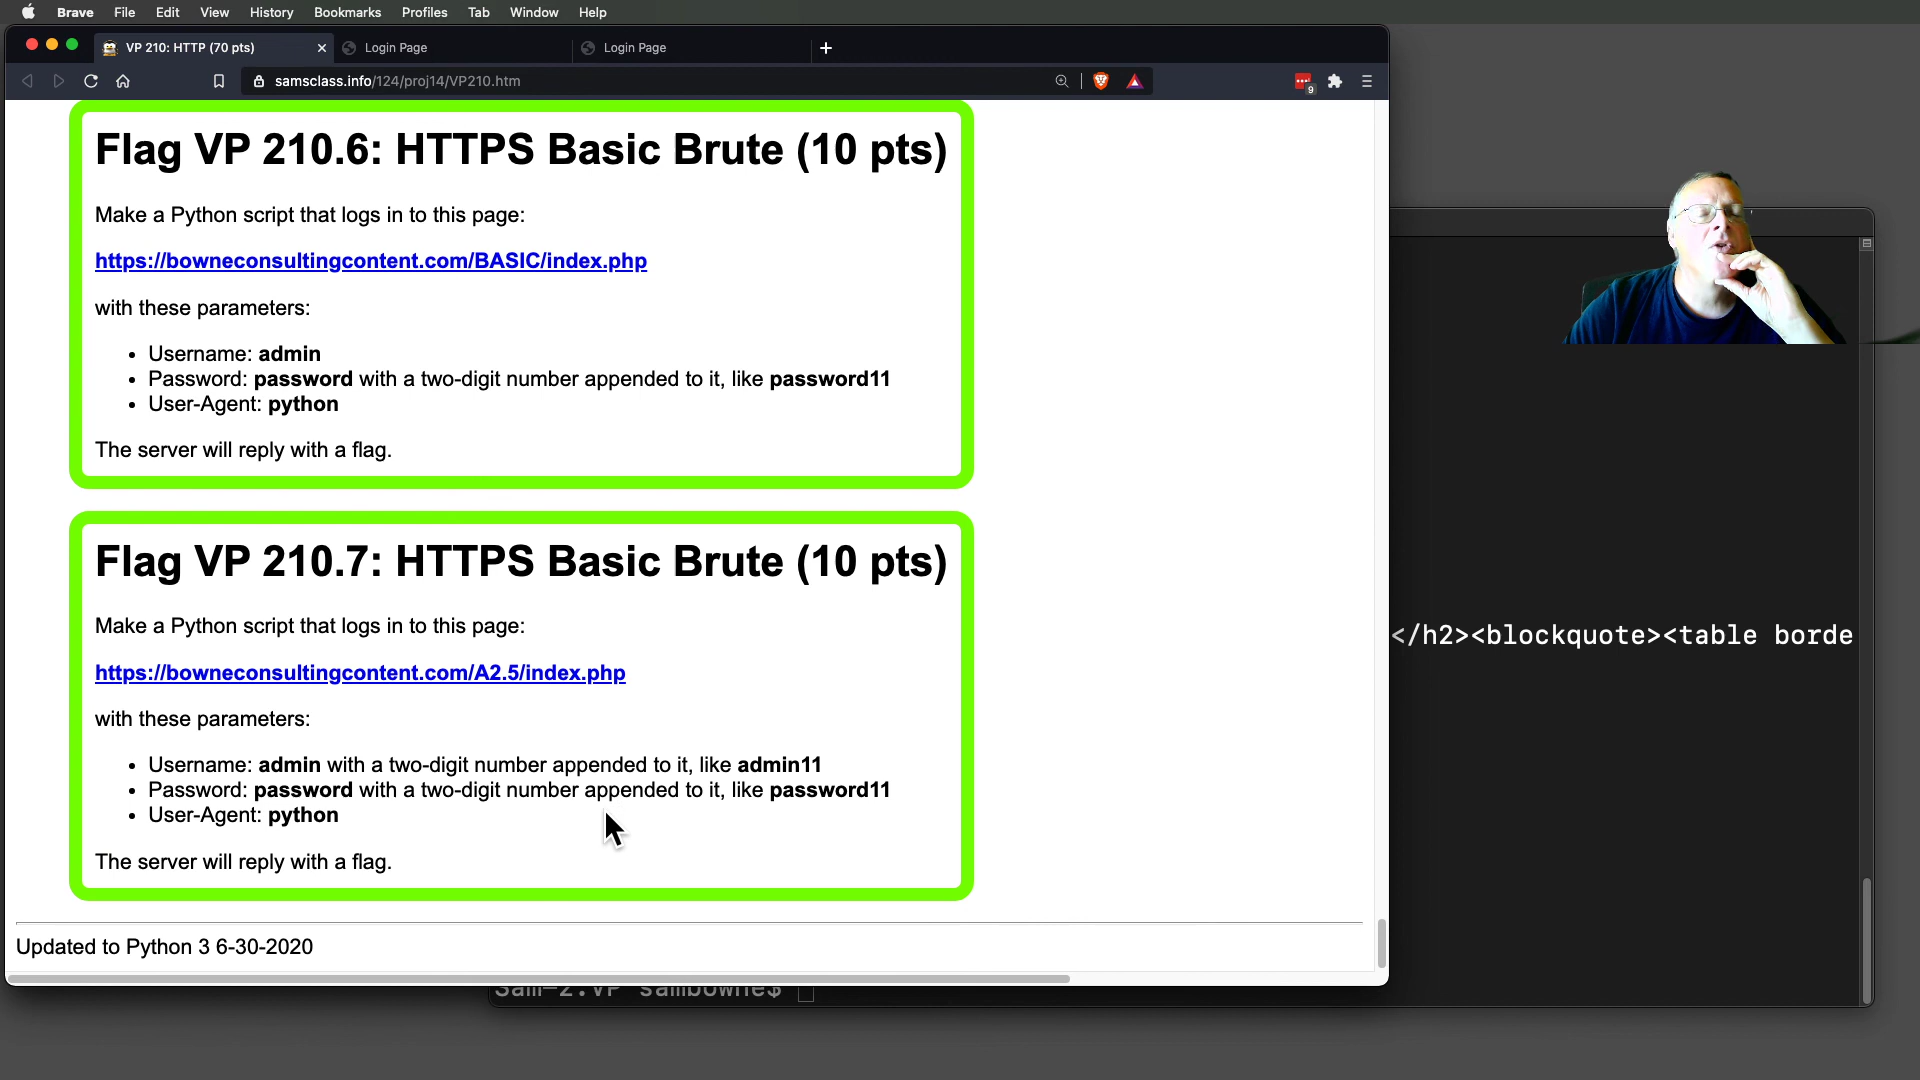 Brave File Edit View History Bookmarks Profiles Tab Window Help
VP 210: HTTP (70 pts) Login Page Login Page
samsclass.info/124/proj14/VP210.htm
9
Flag VP 210.6: HTTPS Basic Brute (10 pts)
Make a Python script that logs in to this page:
https://bowneconsultingcontent.com/BASIC/index.php
with these parameters:
• Username: admin
• Password: password with a two-digit number appended to it, like password11
• User-Agent: python
The server will reply with a flag.
Flag VP 210.7: HTTPS Basic Brute (10 pts)
Make a Python script that logs in to this page:
</h2><blockquote><table borde
https://bowneconsultingcontent.com/A2.5/index.php
with these parameters:
• Username: admin with a two-digit number appended to it, like admin11
• Password: password with a two-digit number appended to it, like password11
• User-Agent: python
The server will reply with a flag.
Updated to Python 3 6-30-2020
Sam-2:VP sambowne$